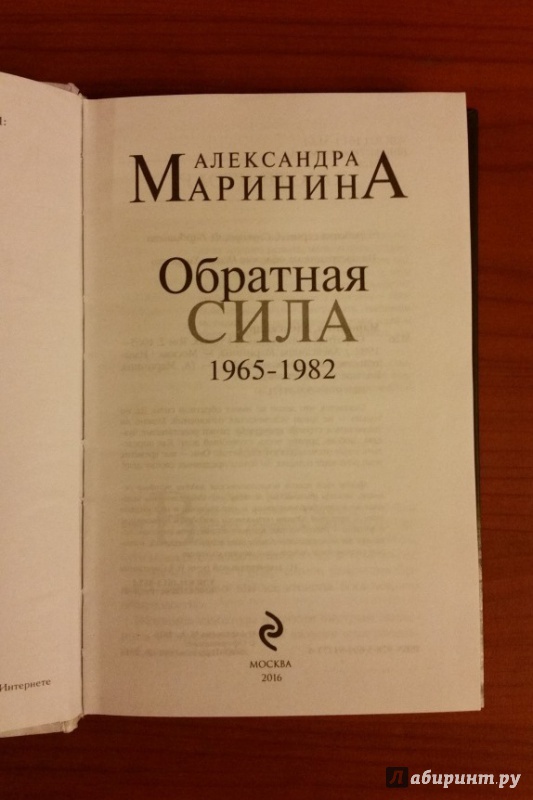 АЛЕКСАНДРА
МАРИНИНА
Обратная
СИЛА
1965-1982
МОСКВА
2016
Интернете
Лабиринт.ру